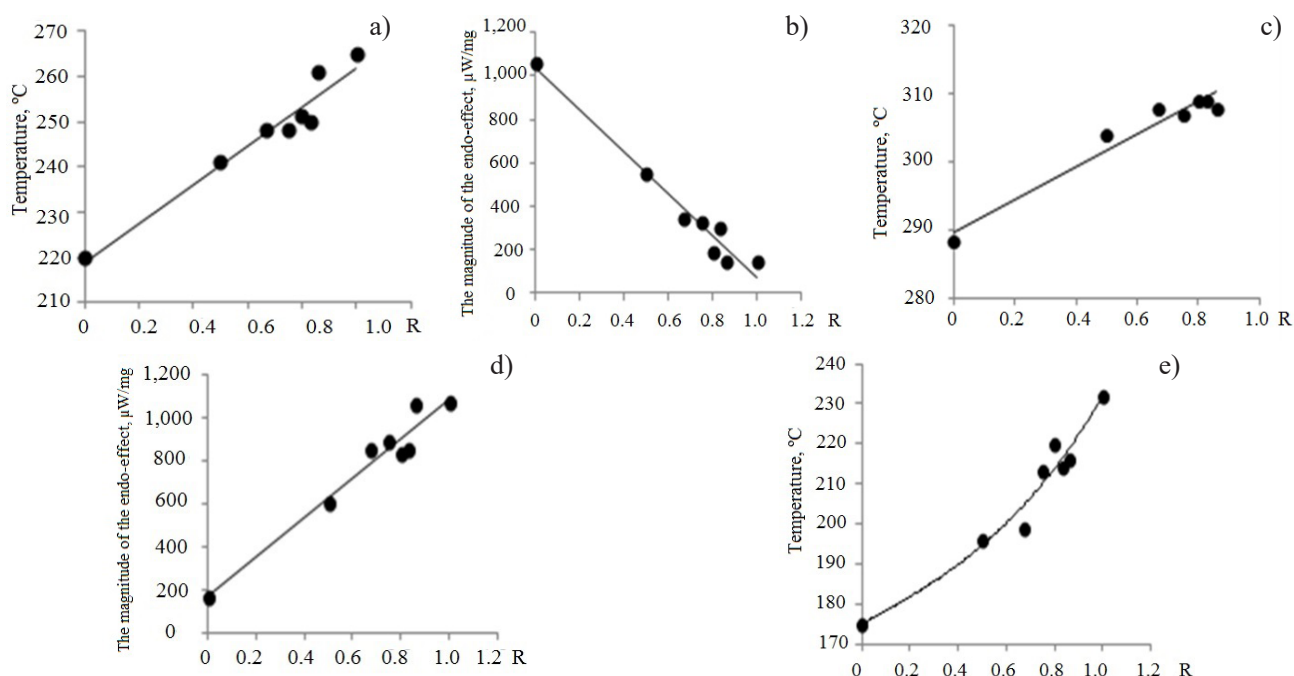 a)
Temperature, °C
270
260
250
240
230
220
210
0 0.2 0.4 0.6 0.8 1.0 R
b)
The magnitude of the endo-effect, µW/mg
1,200
1,000
800
600
400
200
0
0 0.2 0.4 0.6 0.8 1.0 1.2 R
c)
Temperature, °C
320
310
300
290
280
0 0.2 0.4 0.6 0.8 1.0 R
d)
The magnitude of the endo-effect, µW/mg
1,200
1,000
800
600
400
200
0
0 0.2 0.4 0.6 0.8 1.0 1.2 R
e)
Temperature, °C
240
230
220
210
200
190
180
170
0 0.2 0.4 0.6 0.8 1.0 1.2 R